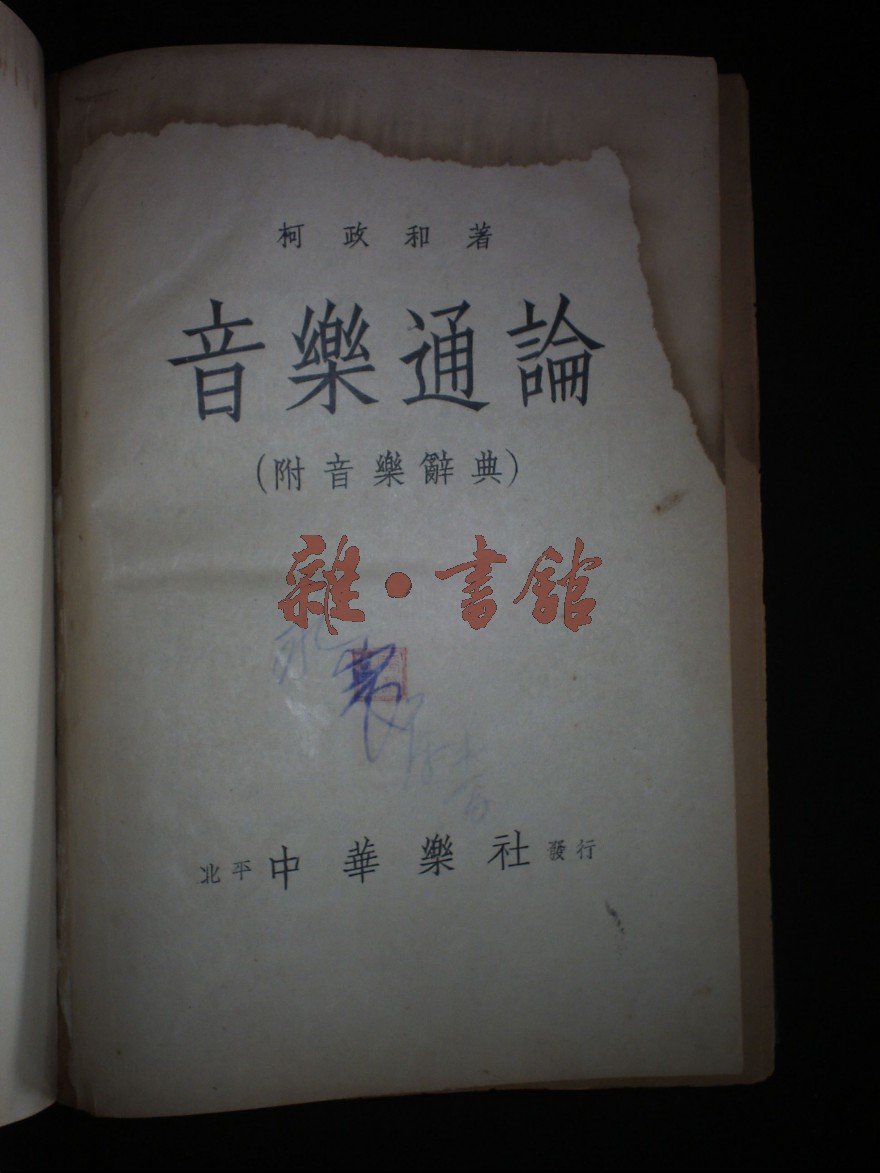 柯政和著
音樂通論
(附音樂辭典)
雜·書館
北平中華樂社發行